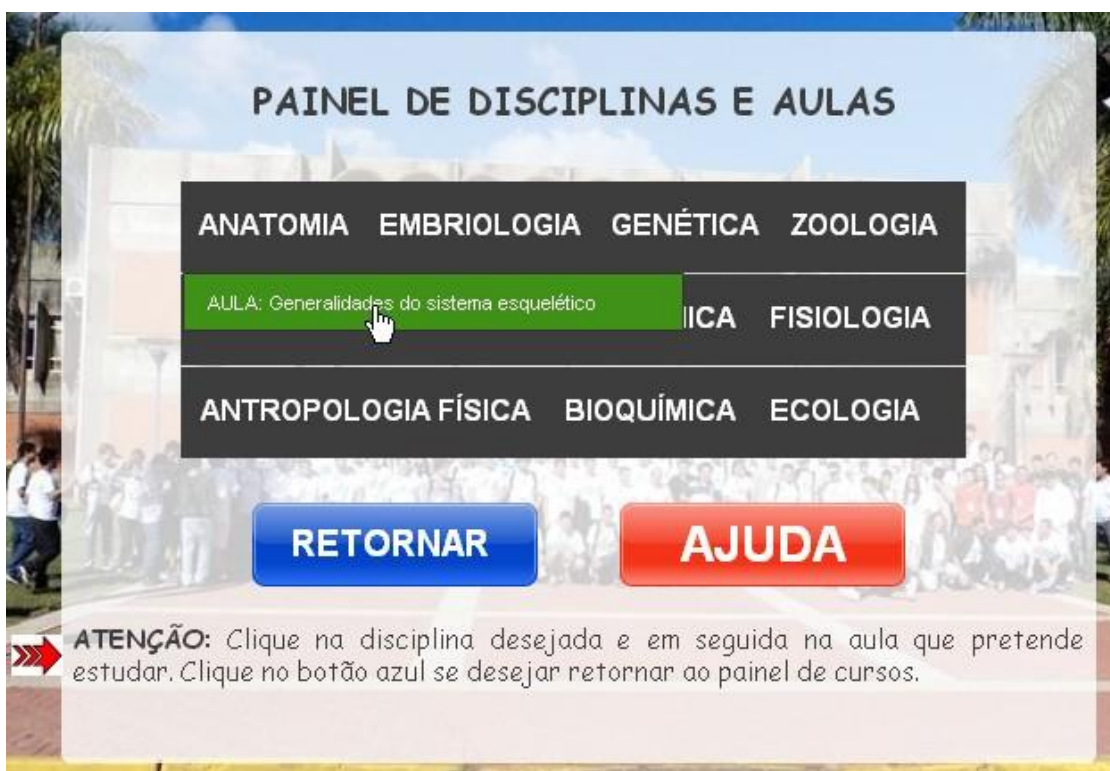 PAINEL DE DISCIPLINAS E AULAS
ANATOMIA EMBRIOLOGIA GENÉTICA ZOOLOGIA
AULA: Generalidades do sistema esquelético
FISIOLOGIA
ANTROPOLOGIA FÍSICA BIOQUÍMICA ECOLOGIA
RETORNAR AJUDA
ATENÇÃO: Clique na disciplina desejada e em seguida na aula que pretende
estudar. Clique no botão azul se desejar retornar ao painel de cursos.